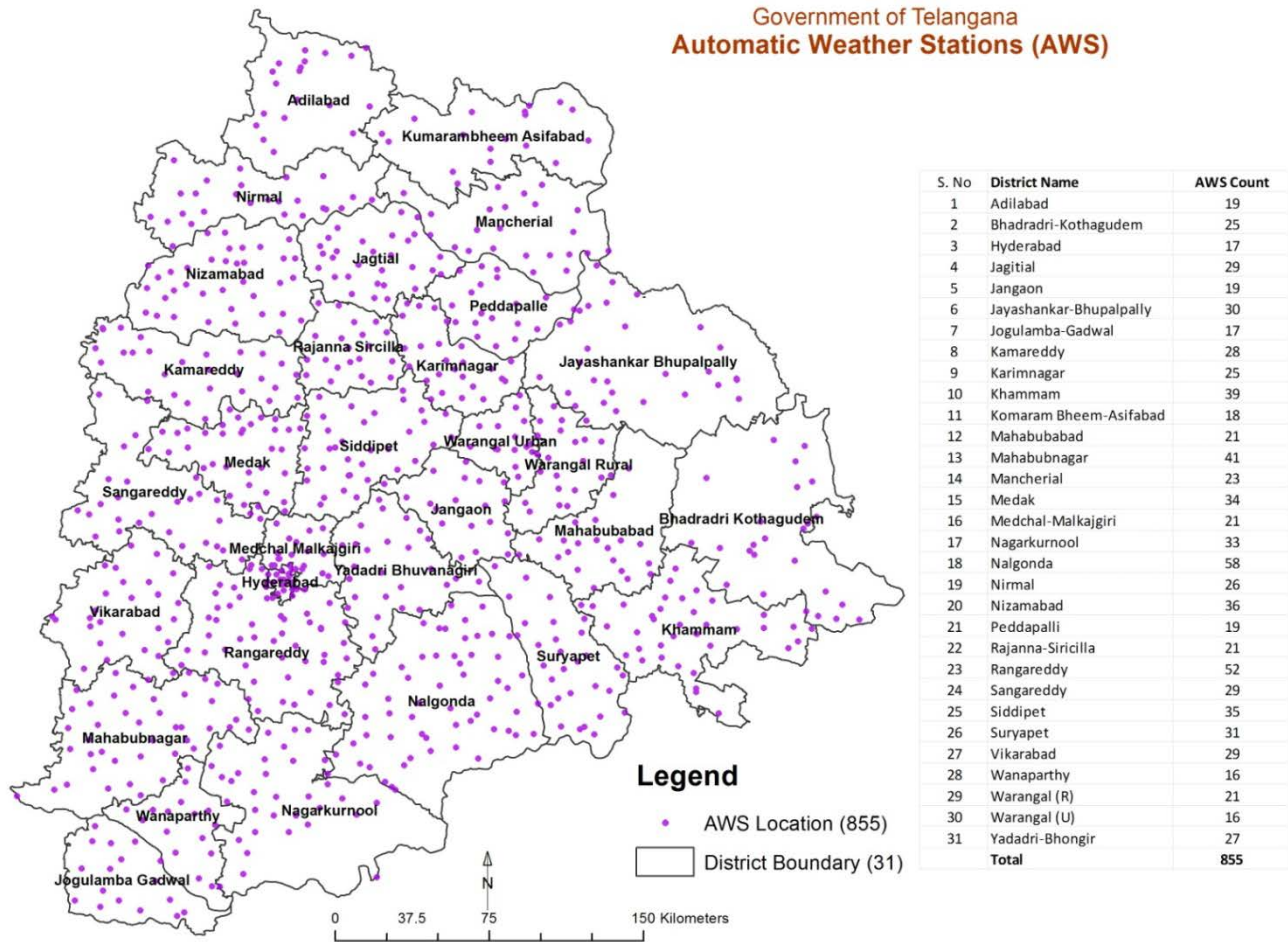 Government of Telangana
Automatic Weather Stations (AWS)
Adilabad
Kumarambheem Asifabad
Nirmal
Mancherial
Jagtial
Nizamabad
Peddapalle
Rajanna Sircilla
Karimnagar
Jayashankar Bhupalpally
Kamareddy
Siddipet
Warangal Urban
Medak
Warangal Rural
Sangareddy
Jangaon
Bhadradri Kothagudem
Mahabubabad
Medchal Malkajgiri
Yadadri Bhuvanagiri
Hyderabad
Vikarabad
Khammam
Rangareddy
Suryapet
Nalgonda
Mahabubnagar
Nagarkurnool
Wanaparthy
Jogulamba Gadwal
Legend
AWS Location (855)
District Boundary (31)
N
0 37.5 75 150 Kilometers
S. No District Name AWS Count
1 Adilabad 19
2 Bhadradri-Kothagudem 25
3 Hyderabad 17
4 Jagitial 29
5 Jangaon 19
6 Jayashankar-Bhupalpally 30
7 Jogulamba-Gadwal 17
8 Kamareddy 28
9 Karimnagar 25
10 Khammam 39
11 Komaram Bheem-Asifabad 18
12 Mahabubabad 21
13 Mahabubnagar 41
14 Mancherial 23
15 Medak 34
16 Medchal-Malkajgiri 21
17 Nagarkurnool 33
18 Nalgonda 58
19 Nirmal 26
20 Nizamabad 36
21 Peddapalli 19
22 Rajanna-Siricilla 21
23 Rangareddy 52
24 Sangareddy 29
25 Siddipet 35
26 Suryapet 31
27 Vikarabad 29
28 Wanaparthy 16
29 Warangal (R) 21
30 Warangal (U) 16
31 Yadadri-Bhongir 27
Total 855